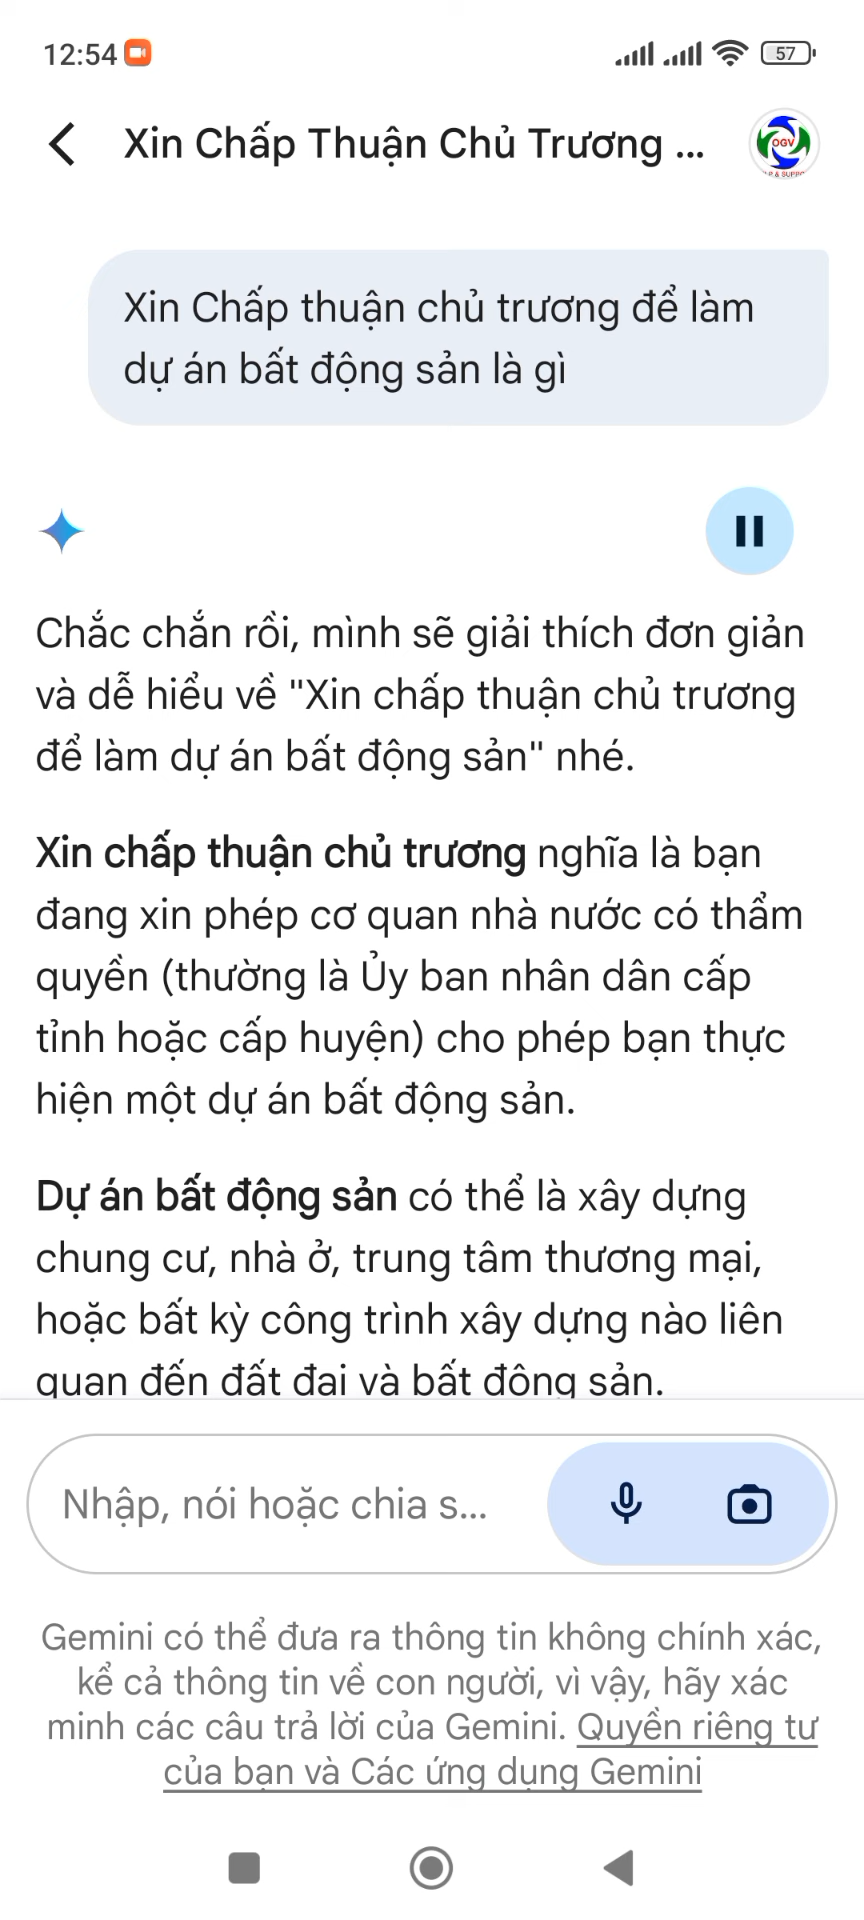 12:54
57
Xin Chấp Thuận Chủ Trương ...
OGV
Xin Chấp thuận chủ trương để làm
dự án bất động sản là gì
Chắc chắn rồi, mình sẽ giải thích đơn giản
và dễ hiểu về "Xin chấp thuận chủ trương
để làm dự án bất động sản" nhé.
Xin chấp thuận chủ trương nghĩa là bạn
đang xin phép cơ quan nhà nước có thẩm
quyền (thường là Ủy ban nhân dân cấp
tỉnh hoặc cấp huyện) cho phép bạn thực
hiện một dự án bất động sản.
Dự án bất động sản có thể là xây dựng
chung cư, nhà ở, trung tâm thương mại,
hoặc bất kỳ công trình xây dựng nào liên
quan đến đất đai và bất động sản.
Nhập, nói hoặc chia s...
Gemini có thể đưa ra thông tin không chính xác,
kể cả thông tin về con người, vì vậy, hãy xác
minh các câu trả lời của Gemini. Quyền riêng tư
của bạn và Các ứng dụng Gemini